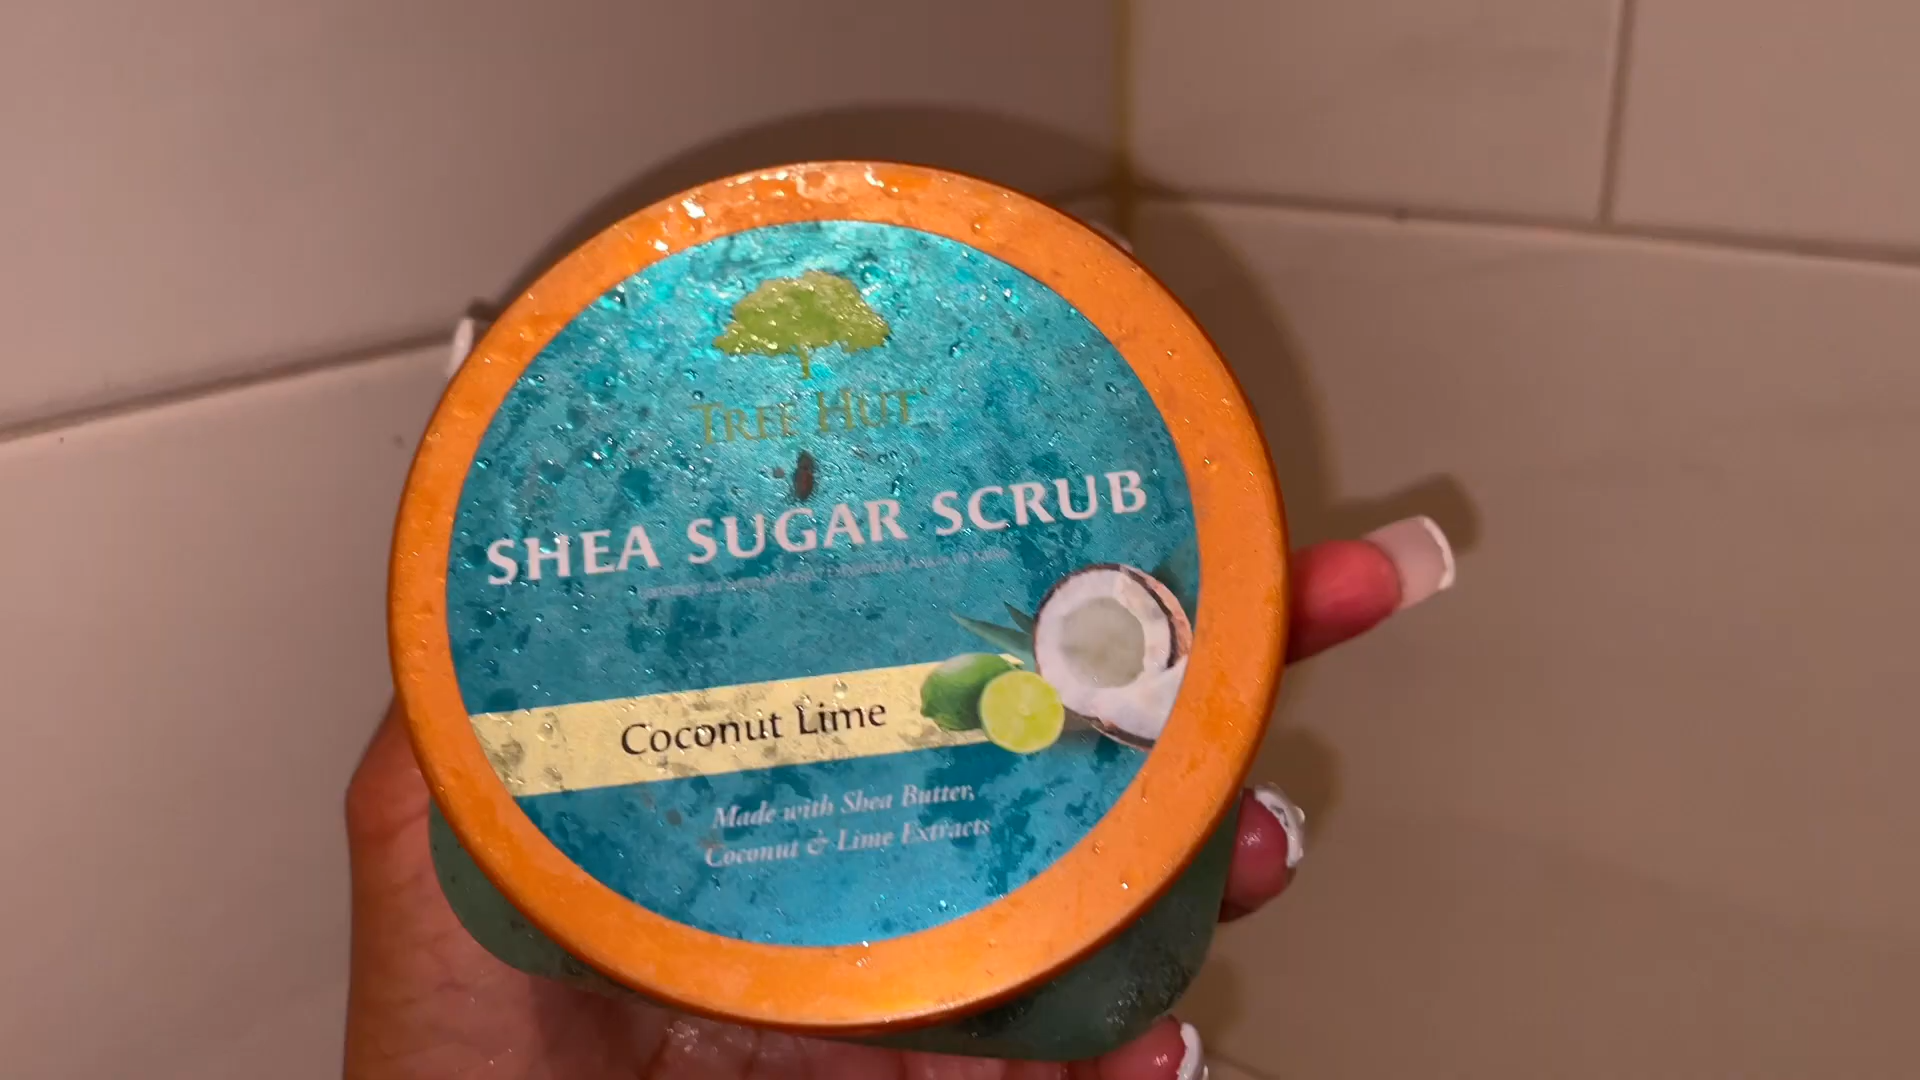 TREE HUT
SHEA SUGAR SCRUB
Coconut Lime
Made with Shea Butter,
Coconut & Lime Extracts